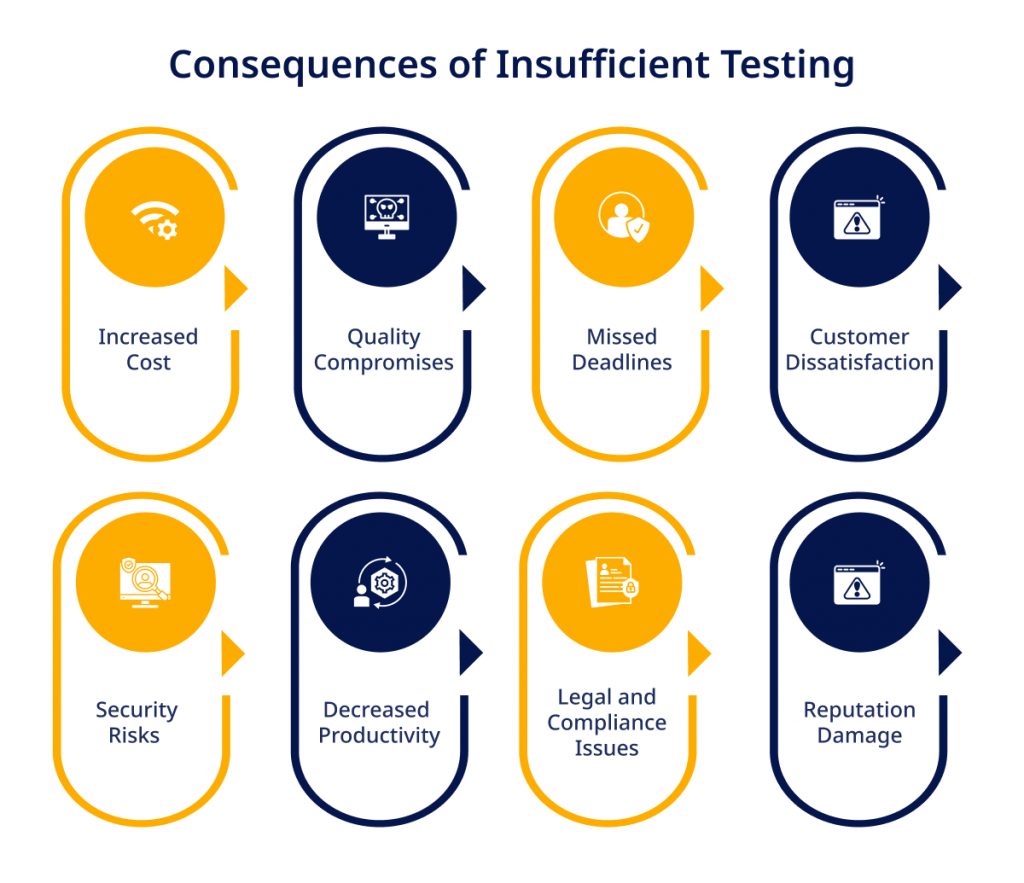 Consequences of Insufficient Testing
Increased
Cost
Quality
Compromises
Missed
Deadlines
Customer
Dissatisfaction
Security
Risks
Decreased
Productivity
Legal and
Compliance
Issues
Reputation
Damage